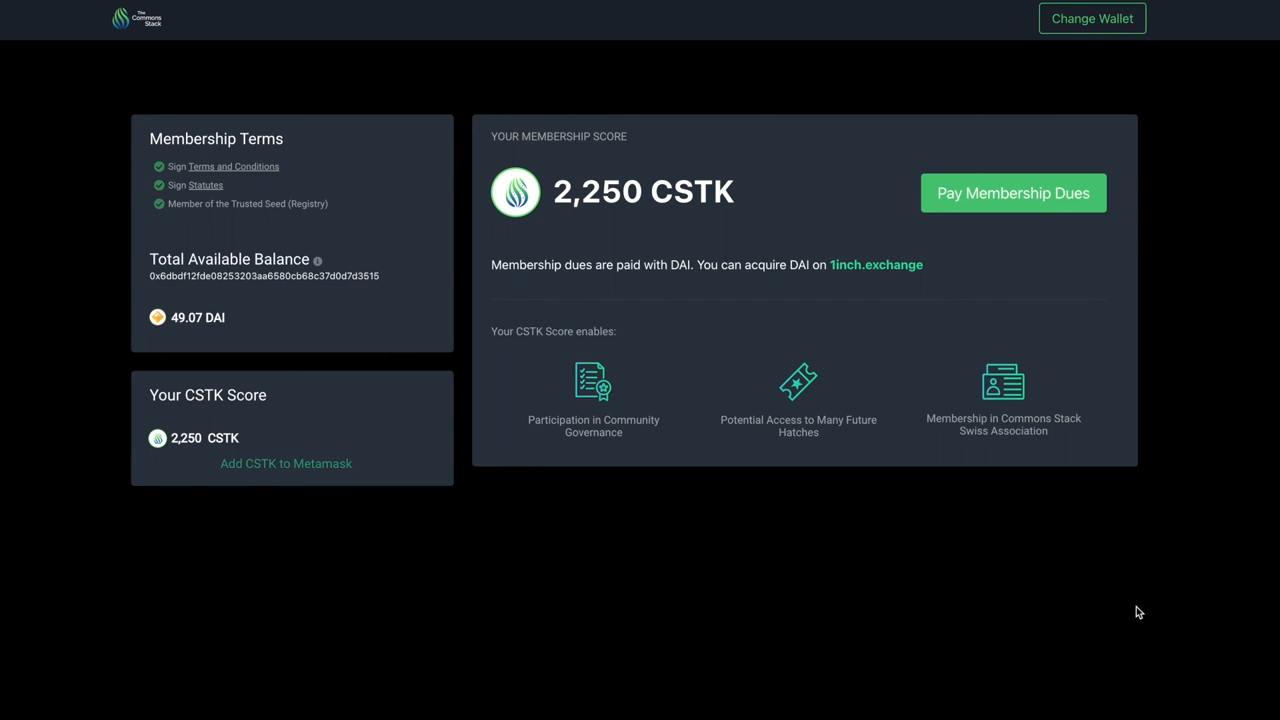 The
Commons
Stack
Change Wallet
Membership Terms
Sign Terms and Conditions
Sign Statutes
Member of the Trusted Seed (Registry)
Total Available Balance
0x6dbdf12fde08253203aa6580cb68c37d0d7d3515
49.07 DAI
Your CSTK Score
2,250 CSTK
Add CSTK to Metamask
YOUR MEMBERSHIP SCORE
2,250 CSTK
Pay Membership Dues
Membership dues are paid with DAI. You can acquire DAI on 1inch.exchange
Your CSTK Score enables:
Participation in Community
Governance
Potential Access to Many Future
Hatches
Membership in Commons Stack
Swiss Association